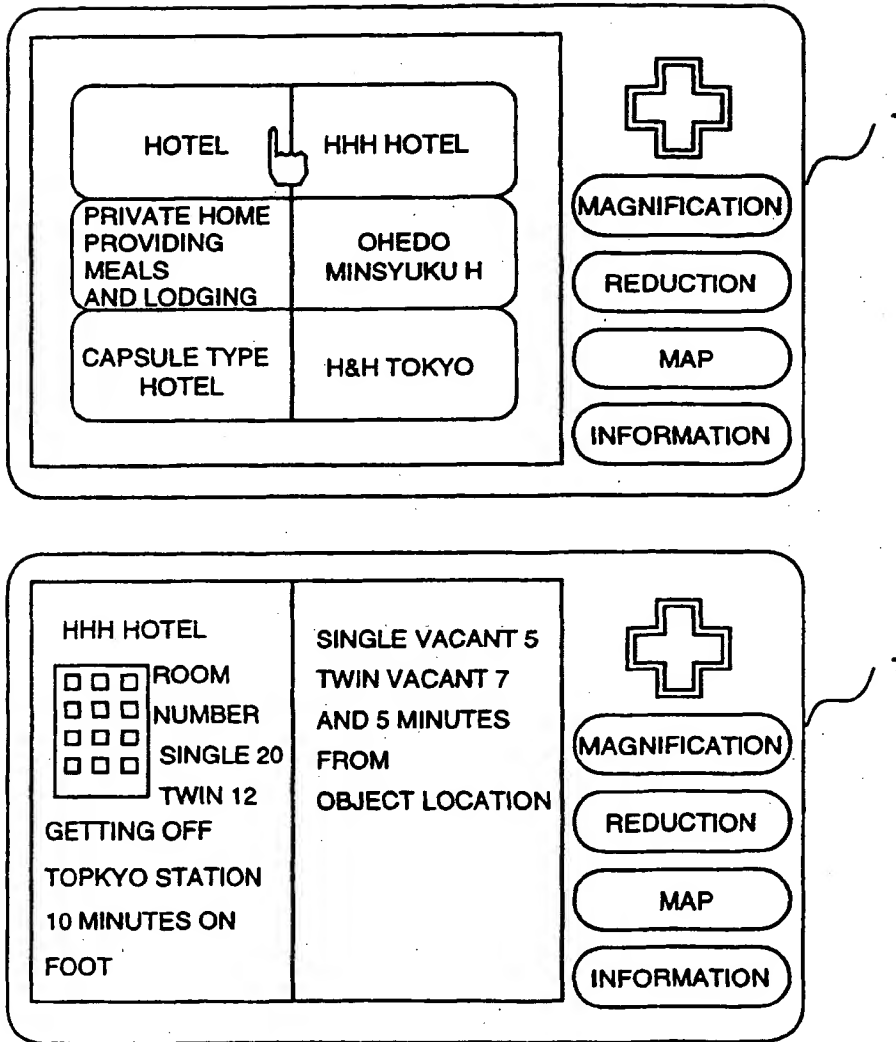 HOTEL
HHH HOTEL
PRIVATE HOME
PROVIDING
MEALS
AND LODGING
OHEDO
MINSYUKU H
CAPSULE TYPE
HOTEL
H&H TOKYO
MAGNIFICATION
REDUCTION
MAP
INFORMATION
HHH HOTEL
ROOM
NUMBER
SINGLE 20
TWIN 12
GETTING OFF
TOPKYO STATION
10 MINUTES ON
FOOT
SINGLE VACANT 5
TWIN VACANT 7
AND 5 MINUTES
FROM
OBJECT LOCATION
MAGNIFICATION
REDUCTION
MAP
INFORMATION